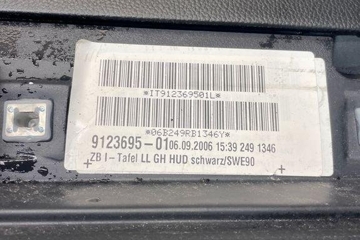 *IT912369501L*
*06B249RB1346Y*
9123695-01 06.09.2006 15:39 249 1346
ZB I-Tafel LL GH HUD schwarz/SWE90